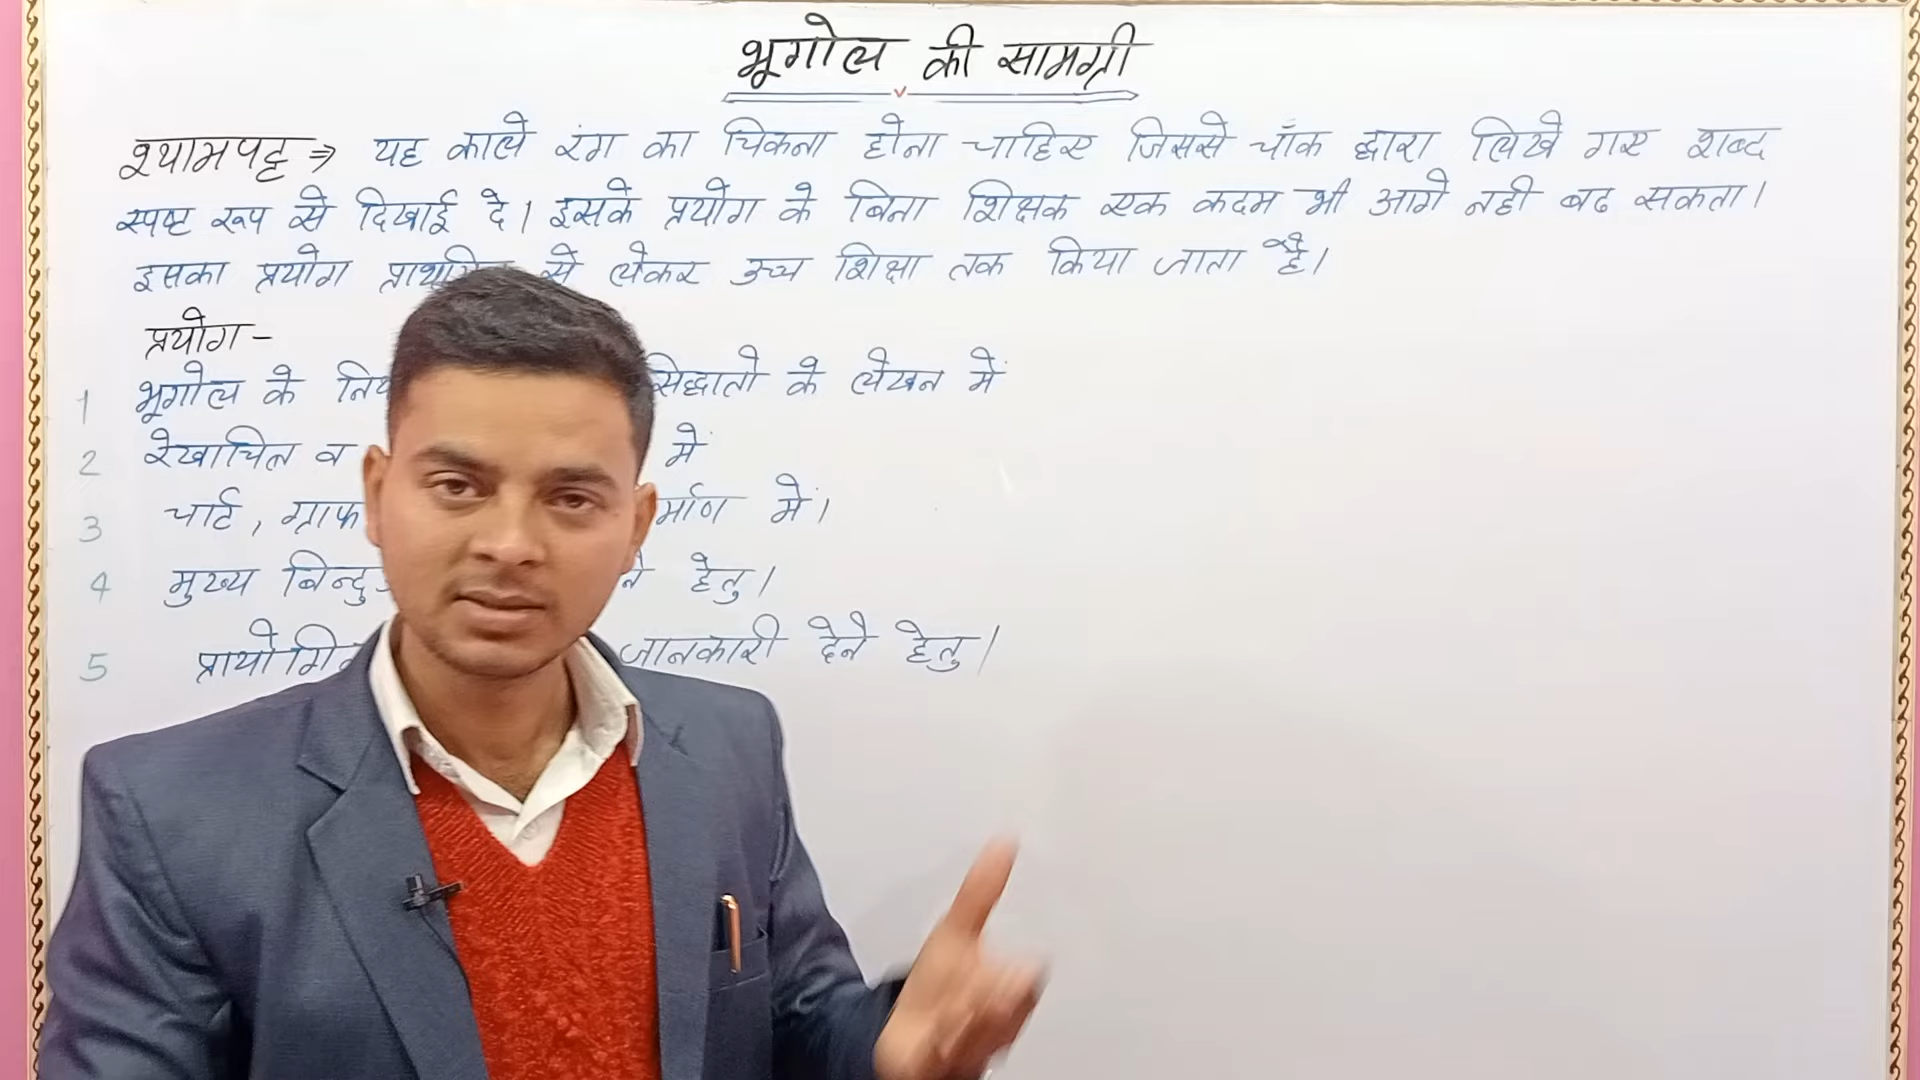 भूगोल की सामग्री
श्यामपट्ट ⇒ यह काले रंग का चिकना होना चाहिए जिससे चाँक द्वारा लिखे गए शब्द
स्पष्ट रूप से दिखाई दे। इसके प्रयोग के बिना शिक्षक एक कदम भी आगे नही बढ सकता।
इसका प्रयोग से लेकर उच्च शिक्षा तक किया जाता है।
प्रयोग-
1 भूगोल के सिद्धातो के लेखन में
2 रेखाचित्र व में
3 चार्ट, ग्राफ में।
4 मुख्य हेतु।
5 जानकारी देने हेतु।